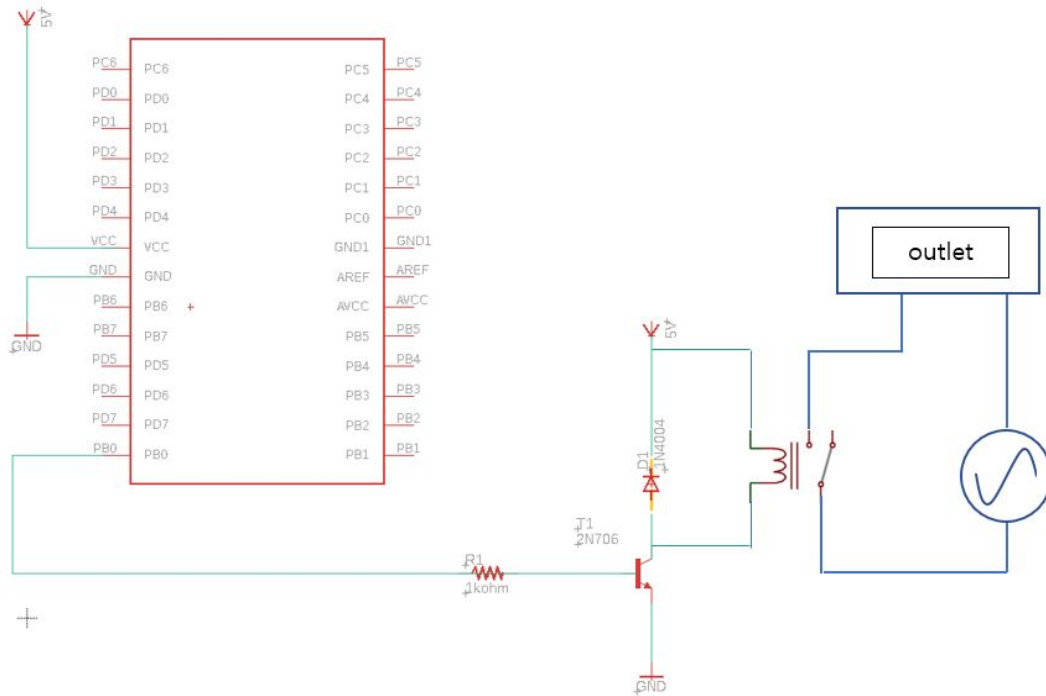 5V
PC6 PC6 PC5 PC5
PD0 PD0 PC4 PC4
PD1 PD1 PC3 PC3
PD2 PD2 PC2 PC2
PD3 PD3 PC1 PC1
PD4 PD4 PC0 PC0
VCC VCC GND1 GND1
GND GND AREF AREF
PB6 PB6 AVCC AVCC
PB7 PB7 PB5 PB5
PD5 PD5 PB4 PB4
PD6 PD6 PB3 PB3
PD7 PD7 PB2 PB2
PB0 PB0 PB1 PB1
GND
outlet
5V
D1
1N4004
T1
2N706
R1
1kohm
GND